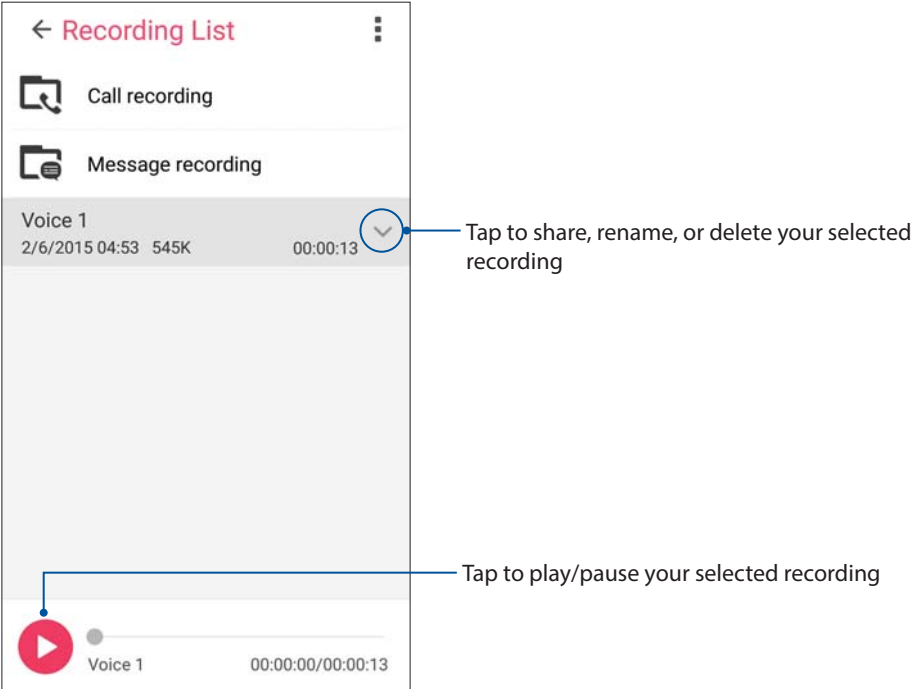 Recording List
Call recording
Message recording
Voice 1
2/6/2015 04:53 545K 00:00:13
Tap to share, rename, or delete your selected
recording
Tap to play/pause your selected recording
Voice 1 00:00:00/00:00:13